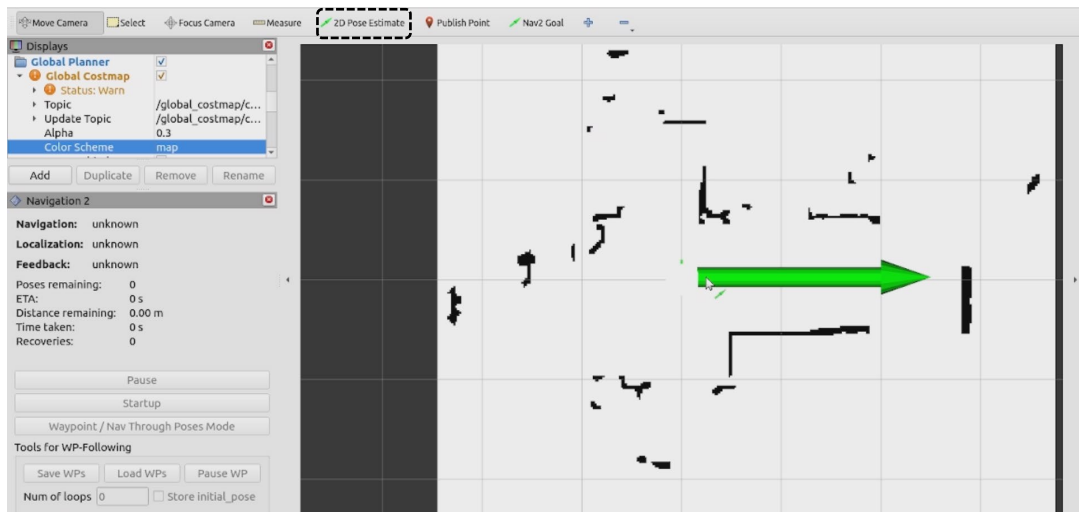 Move Camera Select Focus Camera Measure 2D Pose Estimate Publish Point Nav2 Goal
Displays
Global Planner
Global Costmap
Status: Warn
Topic /global_costmap/c...
Update Topic /global_costmap/c...
Alpha 0.3
Color Scheme map
Add Duplicate Remove Rename
Navigation 2
Navigation: unknown
Localization: unknown
Feedback: unknown
Poses remaining: 0
ETA: 0 s
Distance remaining: 0.00 m
Time taken: 0 s
Recoveries: 0
Pause
Startup
Waypoint / Nav Through Poses Mode
Tools for WP-Following
Save WPs Load WPs Pause WP
Num of loops 0 Store initial_pose